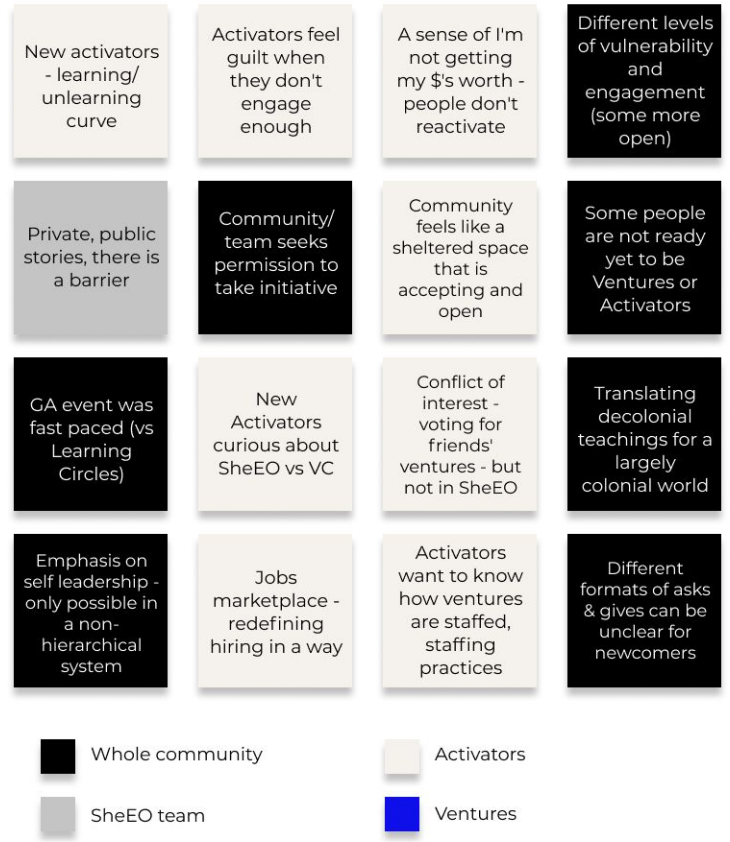 New activators
- learning/
unlearning
curve
Activators feel
guilt when
they don't
engage
enough
A sense of I'm
not getting
my $'s worth -
people don't
reactivate
Different levels
of vulnerability
and
engagement
(some more
open)
Private, public
stories, there is
a barrier
Community/
team seeks
permission to
take initiative
Community
feels like a
sheltered space
that is
accepting and
open
Some people
are not ready
yet to be
Ventures or
Activators
GA event was
fast paced (vs
Learning
Circles)
New
Activators
curious about
SheEO vs VC
Conflict of
interest -
voting for
friends'
ventures - but
not in SheEO
Translating
decolonial
teachings for a
largely
colonial world
Emphasis on
self leadership -
only possible in
a non-
hierarchical
system
Jobs
marketplace -
redefining
hiring in a way
Activators
want to know
how ventures
are staffed,
staffing
practices
Different
formats of asks
& gives can be
unclear for
newcomers
Whole community
Activators
SheEO team
Ventures